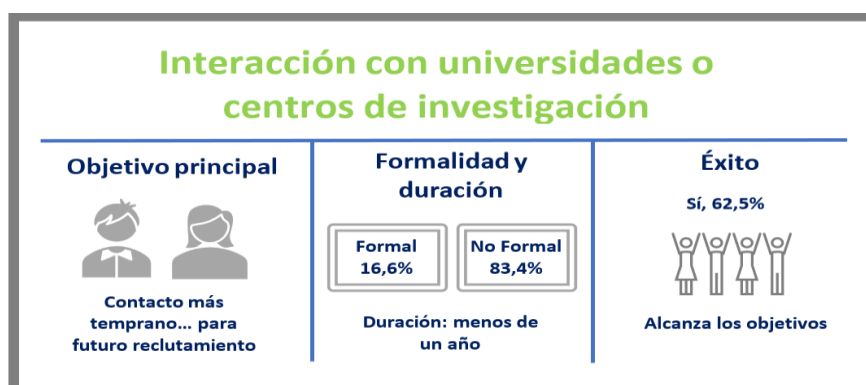 Interacción con universidades o
centros de investigación
Objetivo principal
Contacto más
temprano... para
futuro reclutamiento
Formalidad y
duración
Formal
16,6%
No Formal
83,4%
Duración: menos de
un año
Éxito
Sí, 62,5%
Alcanza los objetivos